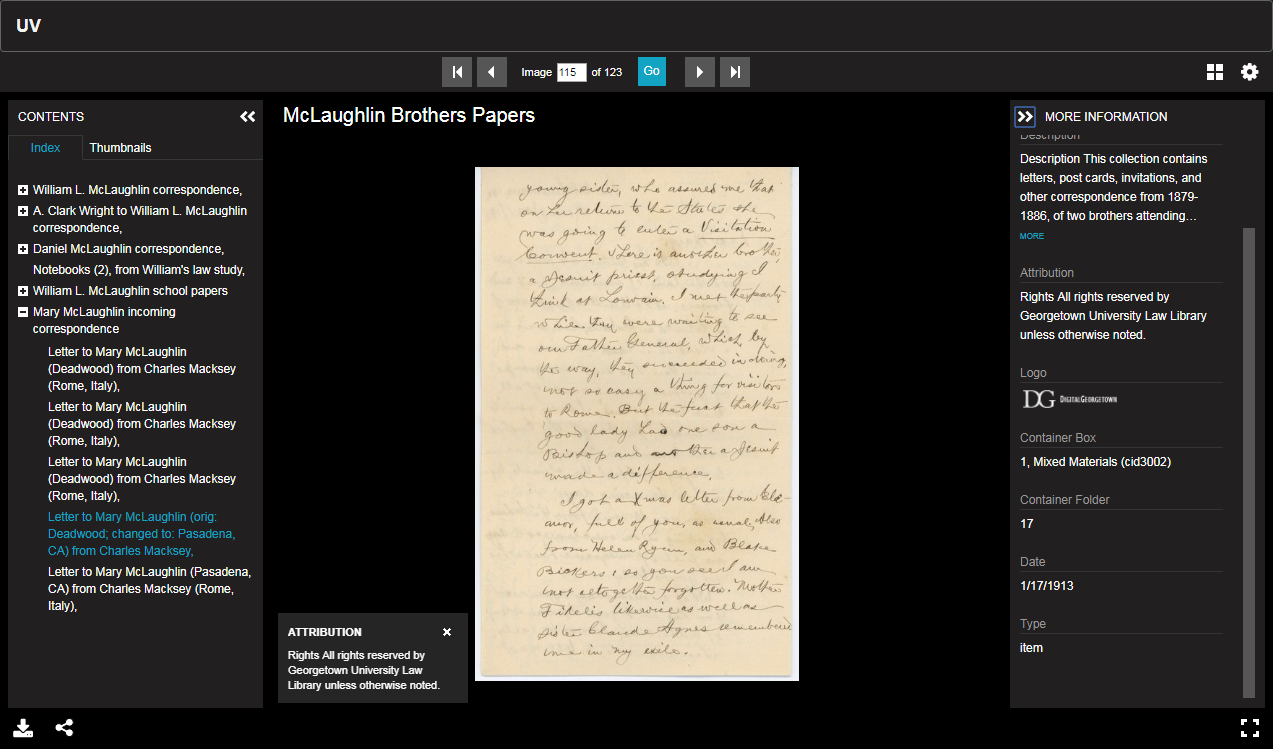 UV
Image 115 of 123 Go
CONTENTS
Index Thumbnails
William L. McLaughlin correspondence,
A. Clark Wright to William L. McLaughlin
correspondence,
Daniel McLaughlin correspondence,
Notebooks (2), from William's law study,
William L. McLaughlin school papers
Mary McLaughlin incoming
correspondence
Letter to Mary McLaughlin
(Deadwood) from Charles Macksey
(Rome, Italy),
Letter to Mary McLaughlin
(Deadwood) from Charles Macksey
(Rome, Italy),
Letter to Mary McLaughlin
(Deadwood) from Charles Macksey
(Rome, Italy),
Letter to Mary McLaughlin (orig:
Deadwood; changed to: Pasadena,
CA) from Charles Macksey,
Letter to Mary McLaughlin (Pasadena,
CA) from Charles Macksey (Rome,
Italy),
McLaughlin Brothers Papers
young sister, who assured me that
on her return to the States she
was going to enter a Visitation
Convent. There is another brother,
a Jesuit priest, studying I
think at Louvain. I met the party
while they were waiting to see
our Father General, which, by
the way, they succeeded in doing,
not so easy a thing for visitors
to Rome. But the fact that the
good lady had one son a
Bishop and another a Jesuit
made a difference.
I got a Xmas letter from Ele-
anor, full of you, as usual, Also
from Helen Ryan, and Blake
so you see I am
not altogether forgotten. Mother
Fidelis likewise as well as
Sister Claude Agnes remembered
me in my exile.
ATTRIBUTION
Rights All rights reserved by
Georgetown University Law
Library unless otherwise noted.
MORE INFORMATION
Description
Description This collection contains
letters, post cards, invitations, and
other correspondence from 1879-
1886, of two brothers attending...
MORE
Attribution
Rights All rights reserved by
Georgetown University Law Library
unless otherwise noted.
Logo
DG DIGITALGEORGETOWN
Container Box
1, Mixed Materials (cid3002)
Container Folder
17
Date
1/17/1913
Type
item